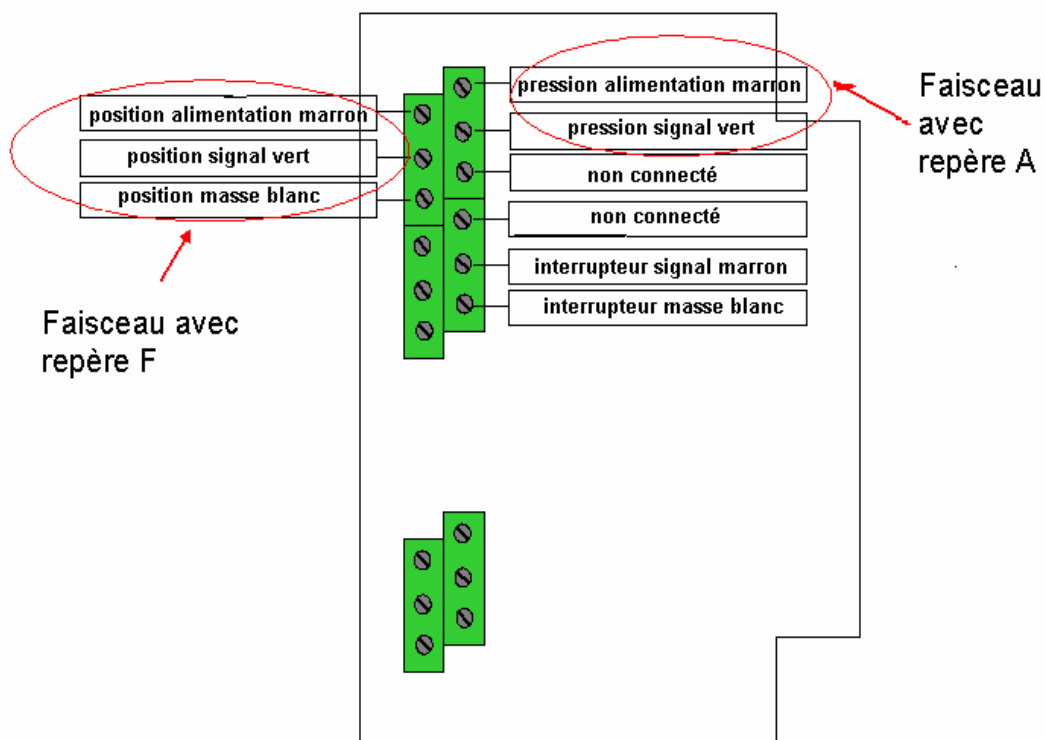 position alimentation marron
position signal vert
position masse blanc
Faisceau avec
repère F
pression alimentation marron
pression signal vert
non connecté
non connecté
interrupteur signal marron
interrupteur masse blanc
Faisceau
avec
repère A